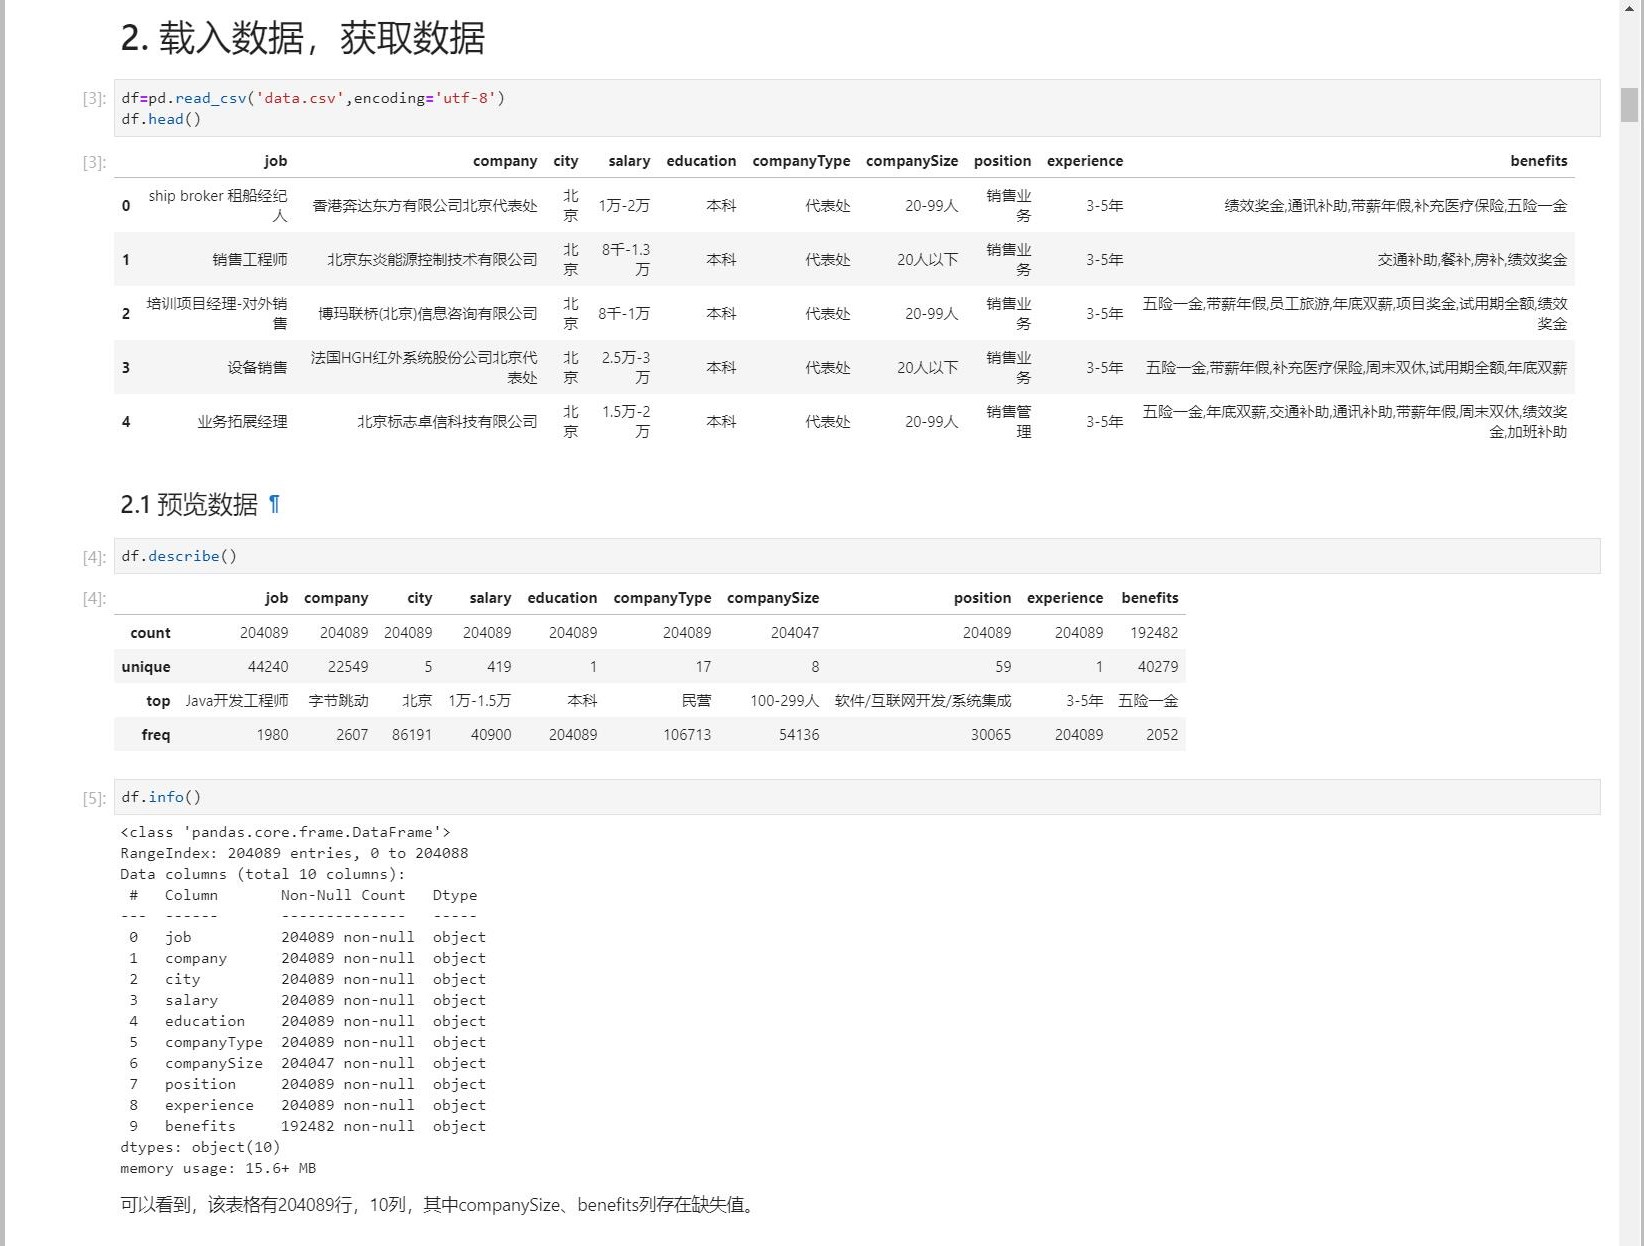 2. 载入数据，获取数据
[3]: df=pd.read_csv('data.csv',encoding='utf-8')
df.head()
[3]: job company city salary education companyType companySize position experience benefits
0 ship broker 租船经纪人 香港奔达东方有限公司北京代表处 北京 1万-2万 本科 代表处 20-99人 销售业务 3-5年 绩效奖金,通讯补助,带薪年假,补充医疗保险,五险一金
1 销售工程师 北京东炎能源控制技术有限公司 北京 8千-1.3万 本科 代表处 20人以下 销售业务 3-5年 交通补助,餐补,房补,绩效奖金
2 培训项目经理-对外销售 博玛联桥(北京)信息咨询有限公司 北京 8千-1万 本科 代表处 20-99人 销售业务 3-5年 五险一金,带薪年假,员工旅游,年底双薪,项目奖金,试用期全额,绩效奖金
3 设备销售 法国HGH红外系统股份公司北京代表处 北京 2.5万-3万 本科 代表处 20人以下 销售业务 3-5年 五险一金,带薪年假,补充医疗保险,周末双休,试用期全额,年底双薪
4 业务拓展经理 北京标志卓信科技有限公司 北京 1.5万-2万 本科 代表处 20-99人 销售管理 3-5年 五险一金,年底双薪,交通补助,通讯补助,带薪年假,周末双休,绩效奖金,加班补助
2.1 预览数据 ¶
[4]: df.describe()
[4]: job company city salary education companyType companySize position experience benefits
count 204089 204089 204089 204089 204089 204089 204047 204089 204089 192482
unique 44240 22549 5 419 1 17 8 59 1 40279
top Java开发工程师 字节跳动 北京 1万-1.5万 本科 民营 100-299人 软件/互联网开发/系统集成 3-5年 五险一金
freq 1980 2607 86191 40900 204089 106713 54136 30065 204089 2052
[5]: df.info()
<class 'pandas.core.frame.DataFrame'>
RangeIndex: 204089 entries, 0 to 204088
Data columns (total 10 columns):
# Column Non-Null Count Dtype
--- ------ -------------- -----
0 job 204089 non-null object
1 company 204089 non-null object
2 city 204089 non-null object
3 salary 204089 non-null object
4 education 204089 non-null object
5 companyType 204089 non-null object
6 companySize 204047 non-null object
7 position 204089 non-null object
8 experience 204089 non-null object
9 benefits 192482 non-null object
dtypes: object(10)
memory usage: 15.6+ MB
可以看到，该表格有204089行，10列，其中companySize、benefits列存在缺失值。